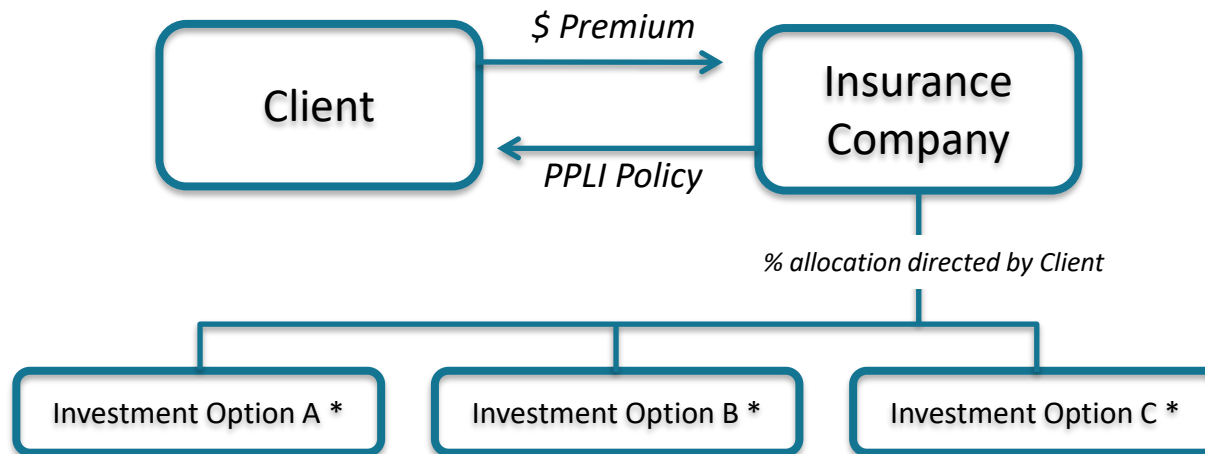 $ Premium
Client
Insurance
Company
PPLI Policy
% allocation directed by Client
Investment Option A *
Investment Option B *
Investment Option C *